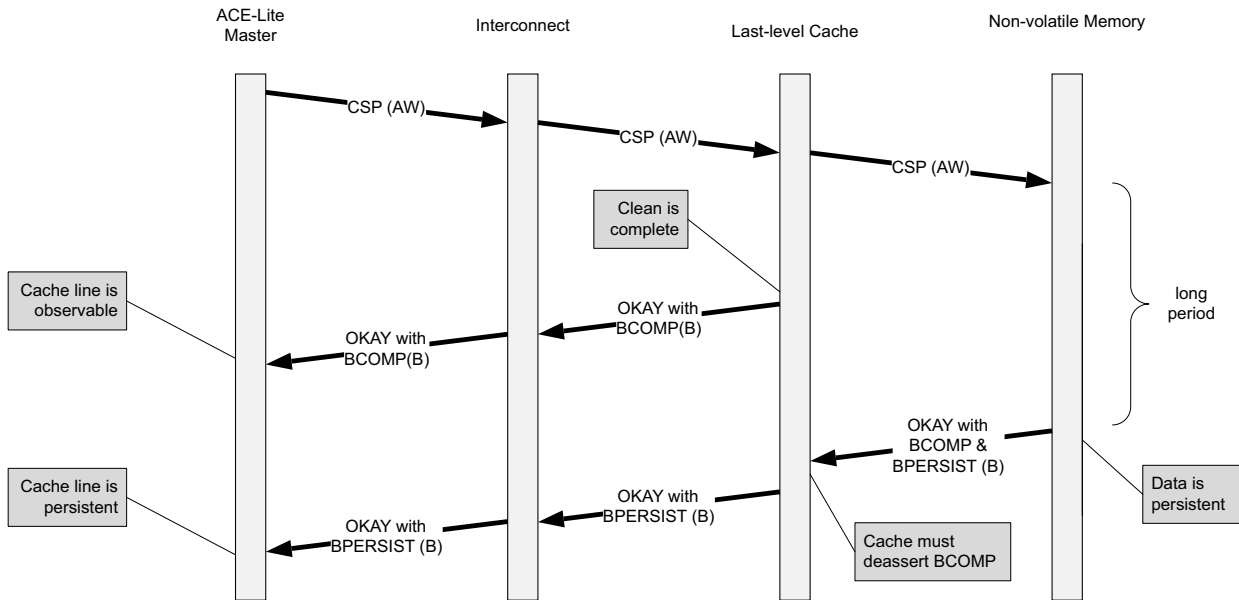 ACE-Lite
Master
Interconnect
Last-level Cache
Non-volatile Memory
CSP (AW)
CSP (AW)
CSP (AW)
Clean is
complete
Cache line is
observable
OKAY with
BCOMP(B)
OKAY with
BCOMP(B)
long
period
OKAY with
BCOMP &
BPERSIST (B)
Cache line is
persistent
OKAY with
BPERSIST (B)
OKAY with
BPERSIST (B)
Data is
persistent
Cache must
deassert BCOMP